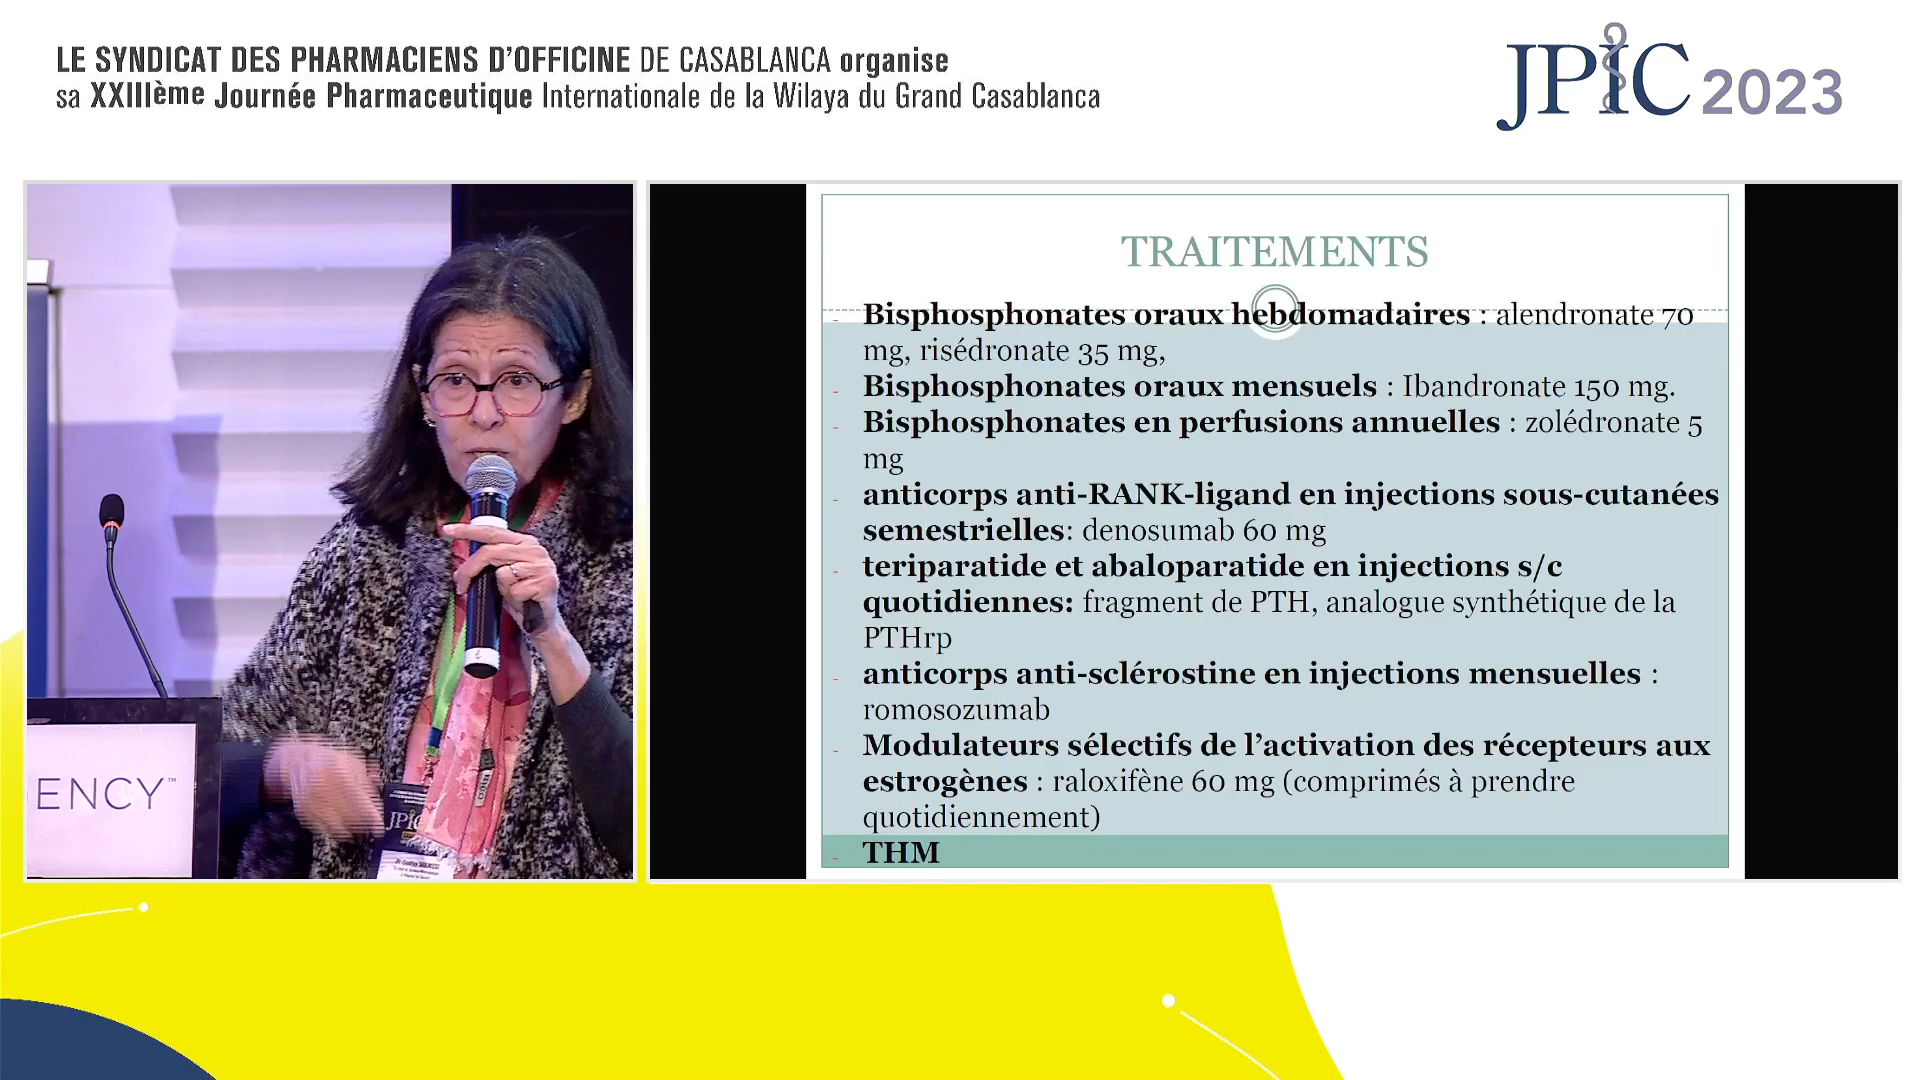 LE SYNDICAT DES PHARMACIENS D'OFFICINE DE CASABLANCA organise
sa XXIIIème Journée Pharmaceutique Internationale de la Wilaya du Grand Casablanca
JPIC 2023
TRAITEMENTS
- Bisphosphonates oraux hebdomadaires : alendronate 70
mg, risédronate 35 mg,
- Bisphosphonates oraux mensuels : Ibandronate 150 mg.
- Bisphosphonates en perfusions annuelles : zolédronate 5
mg
- anticorps anti-RANK-ligand en injections sous-cutanées
semestrielles: denosumab 60 mg
- teriparatide et abaloparatide en injections s/c
quotidiennes: fragment de PTH, analogue synthétique de la
PTHrp
- anticorps anti-sclérostine en injections mensuelles :
romosozumab
- Modulateurs sélectifs de l’activation des récepteurs aux
estrogènes : raloxifène 60 mg (comprimés à prendre
quotidiennement)
- THM
ENCY™
JPIC